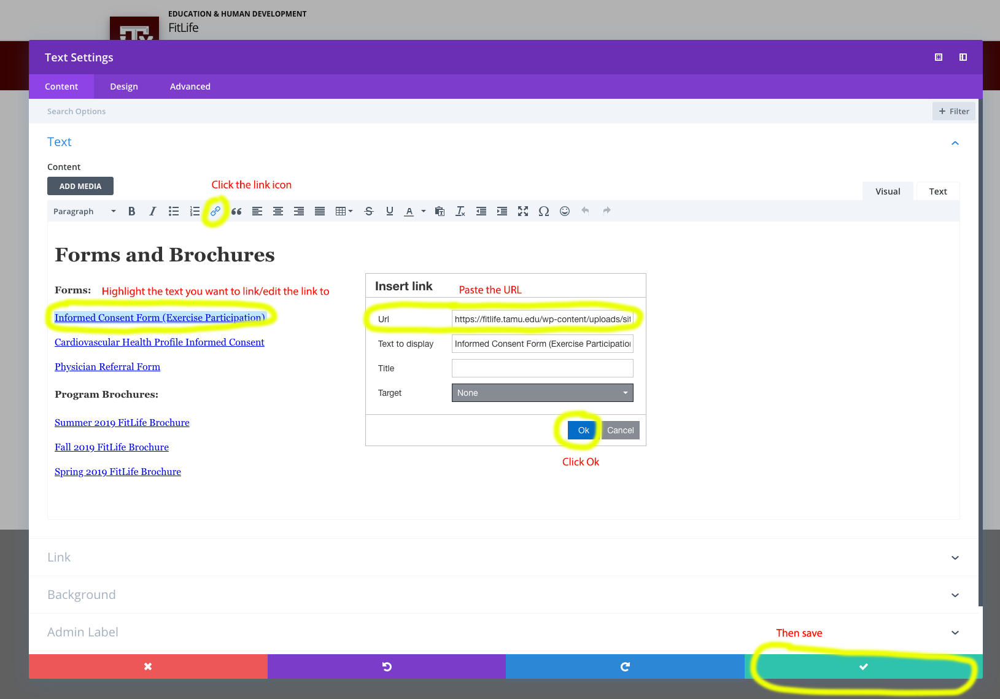 EDUCATION & HUMAN DEVELOPMENT
FitLife
Text Settings
Content Design Advanced
Search Options + Filter
Text
Content
ADD MEDIA
Click the link icon
Visual Text
Paragraph
Forms and Brochures
Forms: Highlight the text you want to link/edit the link to
Informed Consent Form (Exercise Participation)
Cardiovascular Health Profile Informed Consent
Physician Referral Form
Program Brochures:
Summer 2019 FitLife Brochure
Fall 2019 FitLife Brochure
Spring 2019 FitLife Brochure
Insert link Paste the URL
Url https://fitlife.tamu.edu/wp-content/uploads/sit
Text to display Informed Consent Form (Exercise Participation
Title
Target None
Ok Cancel
Click Ok
Link
Background
Admin Label
Then save